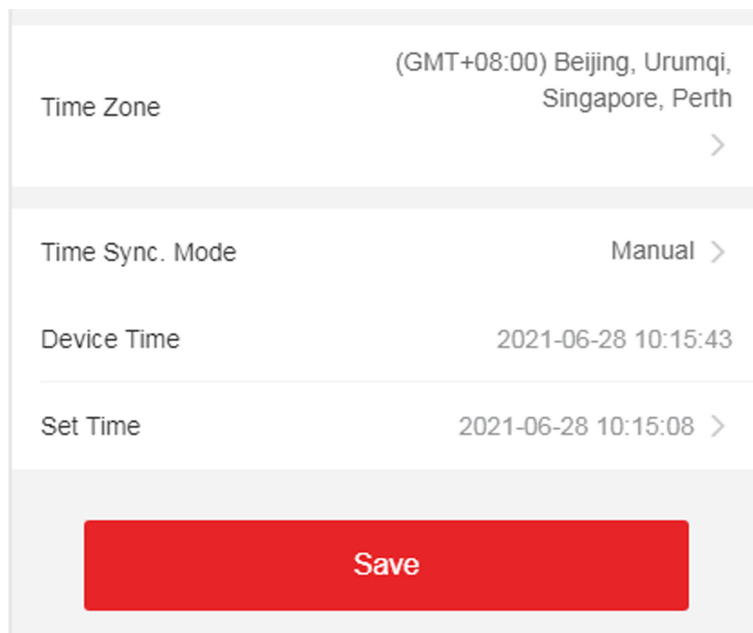 (GMT+08:00) Beijing, Urumqi,
Time Zone Singapore, Perth
Time Sync. Mode Manual
Device Time 2021-06-28 10:15:43
Set Time 2021-06-28 10:15:08
Save